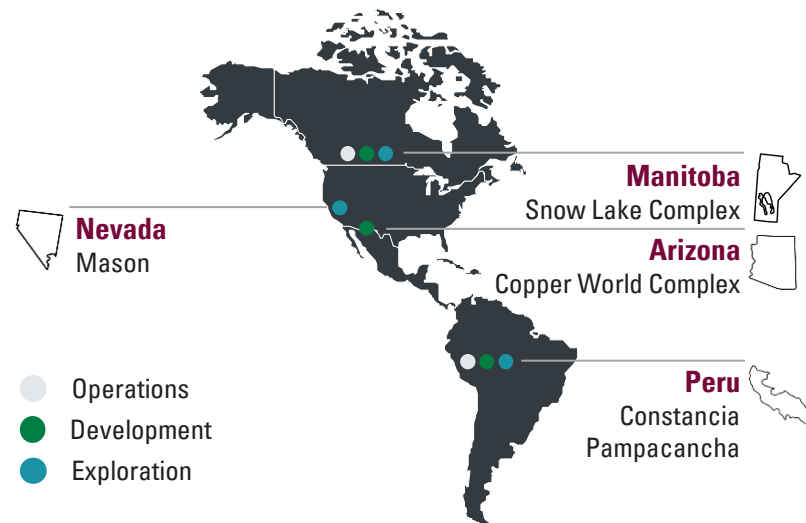 Manitoba
Snow Lake Complex
Nevada
Mason
Arizona
Copper World Complex
Peru
Constancia
Pampacancha
Operations
Development
Exploration